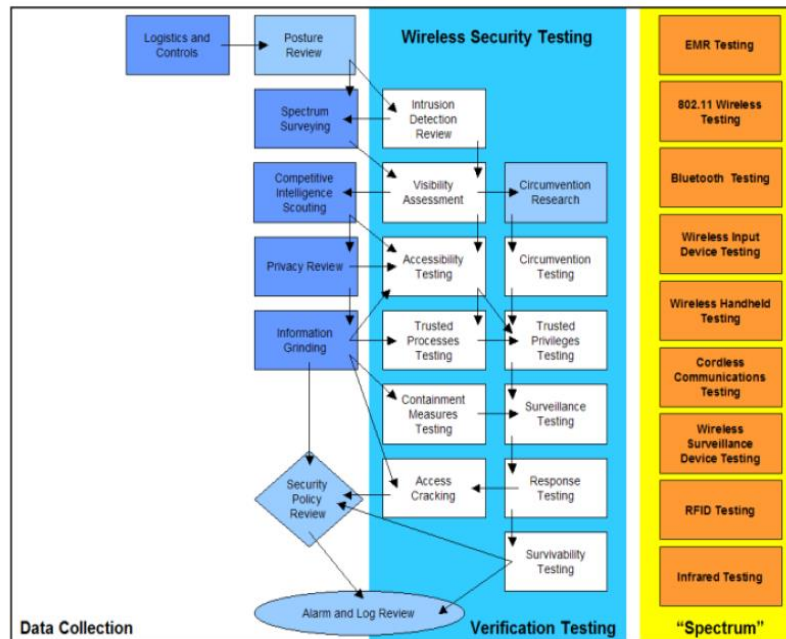 Wireless Security Testing
Logistics and
Controls
Posture
Review
EMR Testing
Spectrum
Surveying
Intrusion
Detection
Review
802.11 Wireless
Testing
Competitive
Intelligence
Scouting
Visibility
Assessment
Circumvention
Research
Bluetooth Testing
Privacy Review
Accessibility
Testing
Circumvention
Testing
Wireless Input
Device Testing
Information
Grinding
Trusted
Processes
Testing
Trusted
Privileges
Testing
Wireless Handheld
Testing
Containment
Measures
Testing
Surveillance
Testing
Cordless
Communications
Testing
Wireless
Surveillance
Device Testing
Security
Policy
Review
Access
Cracking
Response
Testing
RFID Testing
Survivability
Testing
Infrared Testing
Alarm and Log Review
Data Collection
Verification Testing
“Spectrum”